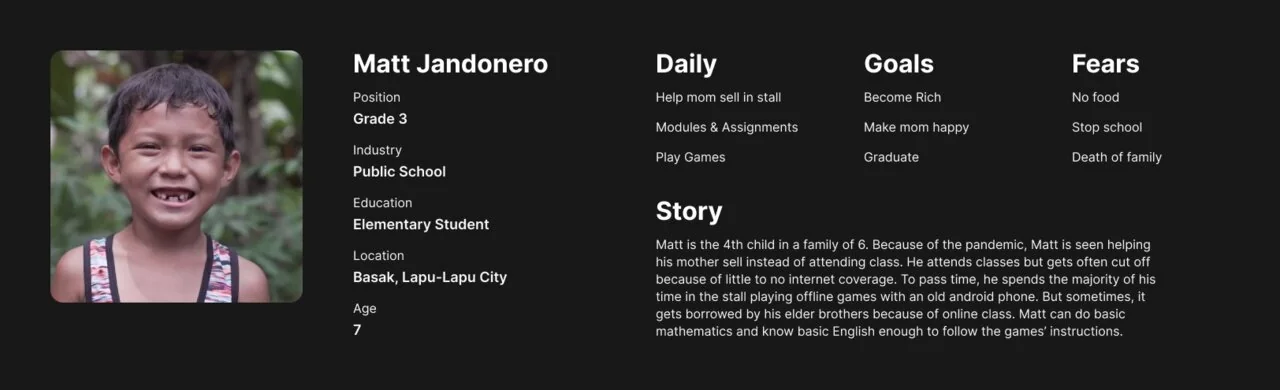 Matt Jandonero
Position
Grade 3
Industry
Public School
Education
Elementary Student
Location
Basak, Lapu-Lapu City
Age
7
Daily
Help mom sell in stall
Modules & Assignments
Play Games
Goals
Become Rich
Make mom happy
Graduate
Fears
No food
Stop school
Death of family
Story
Matt is the 4th child in a family of 6. Because of the pandemic, Matt is seen helping
his mother sell instead of attending class. He attends classes but gets often cut off
because of little to no internet coverage. To pass time, he spends the majority of his
time in the stall playing offline games with an old android phone. But sometimes, it
gets borrowed by his elder brothers because of online class. Matt can do basic
mathematics and know basic English enough to follow the games’ instructions.